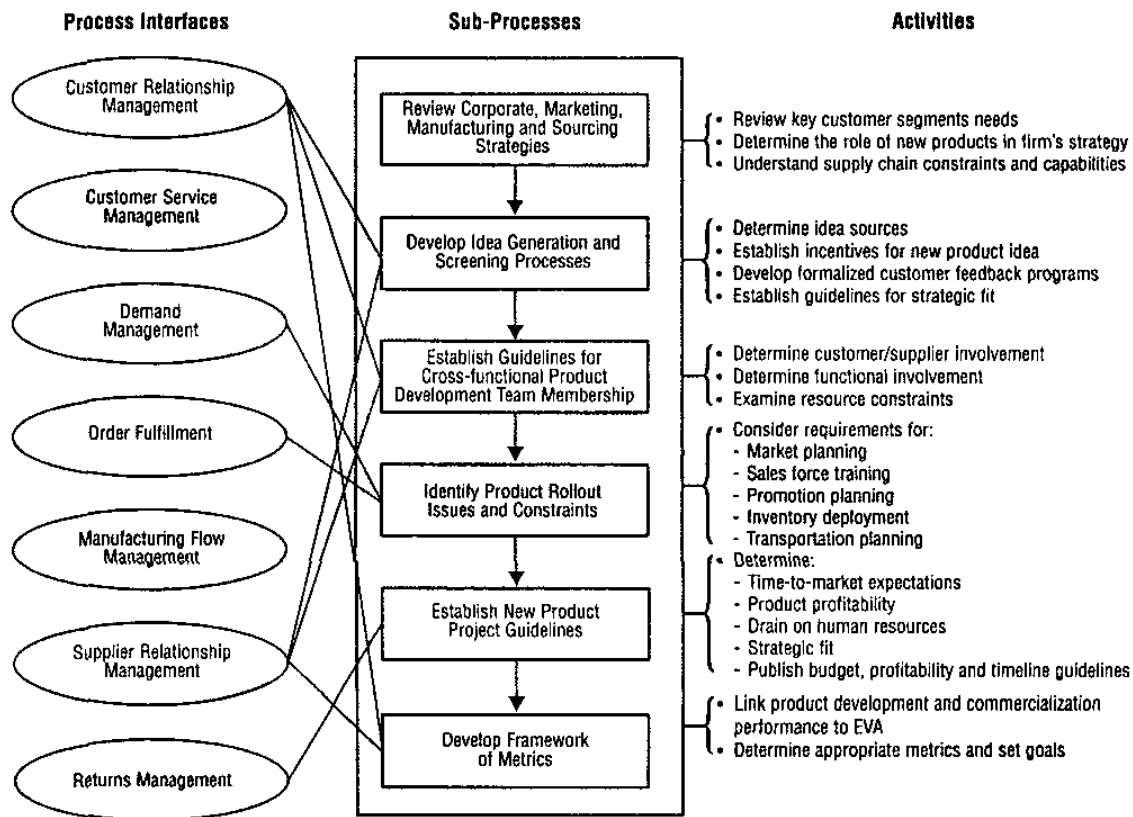 Process Interfaces
Sub-Processes
Activities
Customer Relationship
Management
Customer Service
Management
Demand
Management
Order Fulfillment
Manufacturing Flow
Management
Supplier Relationship
Management
Returns Management
Review Corporate, Marketing,
Manufacturing and Sourcing
Strategies
Develop Idea Generation and
Screening Processes
Establish Guidelines for
Cross-functional Product
Development Team Membership
Identify Product Rollout
Issues and Constraints
Establish New Product
Project Guidelines
Develop Framework
of Metrics
• Review key customer segments needs
• Determine the role of new products in firm's strategy
• Understand supply chain constraints and capabilities
• Determine idea sources
• Establish incentives for new product idea
• Develop formalized customer feedback programs
• Establish guidelines for strategic fit
• Determine customer/supplier involvement
• Determine functional involvement
• Examine resource constraints
• Consider requirements for:
- Market planning
- Sales force training
- Promotion planning
- Inventory deployment
- Transportation planning
• Determine:
- Time-to-market expectations
- Product profitability
- Drain on human resources
- Strategic fit
- Publish budget, profitability and timeline guidelines
• Link product development and commercialization
performance to EVA
• Determine appropriate metrics and set goals